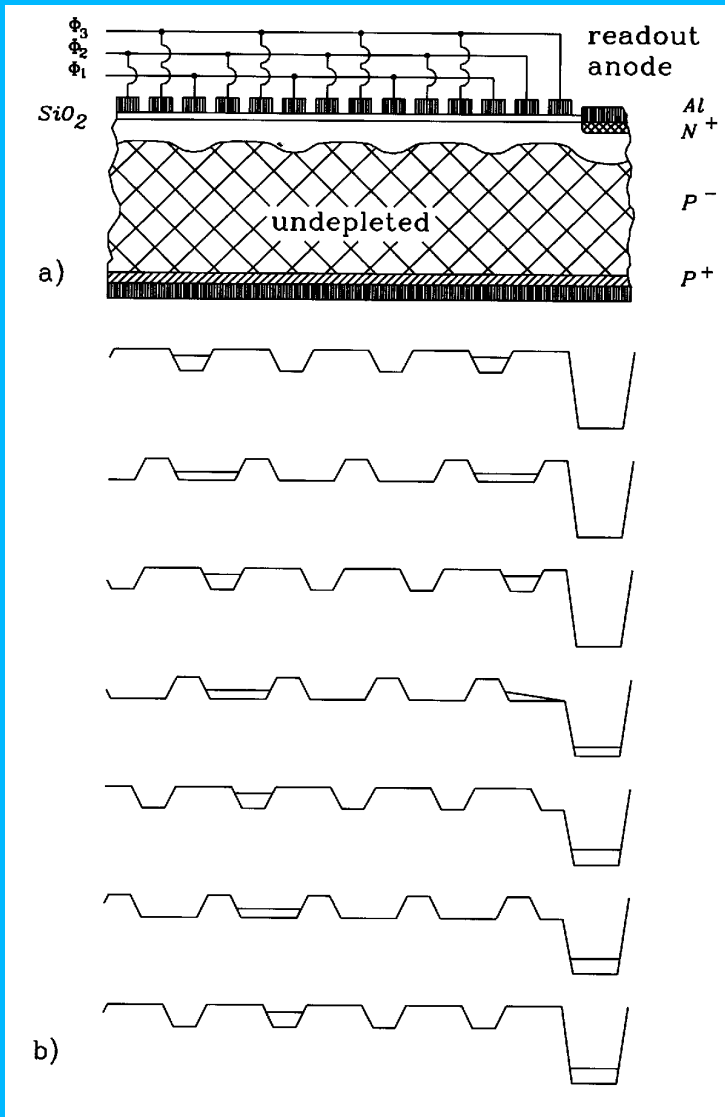 Φ₃
readout
Φ₂
anode
Φ₁
SiO₂
Al
N⁺
P⁻
undepleted
a)
P⁺
b)